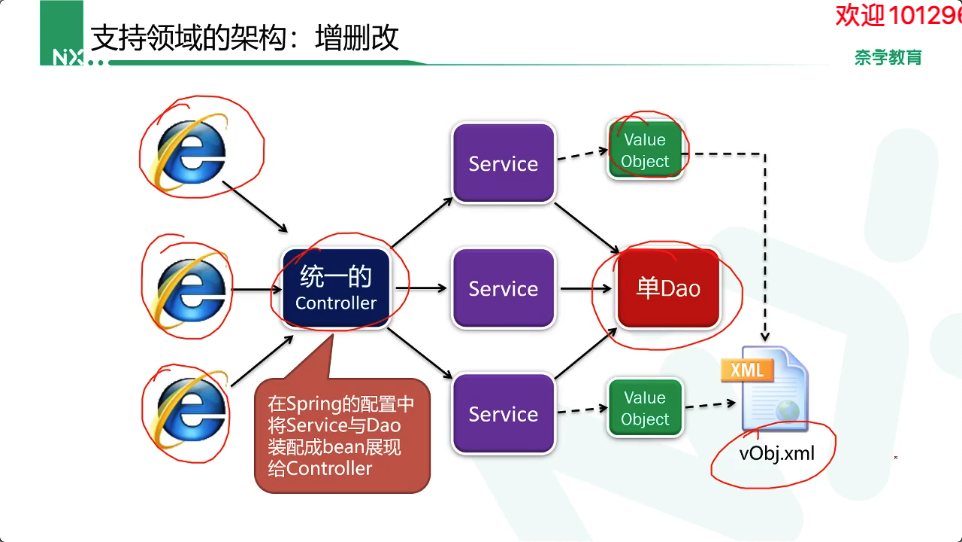 欢迎101296
支持领域的架构：增删改
NX
奈学教育
Service
Value
Object
统一的
Controller
Service
单Dao
在Spring的配置中
将Service与Dao
装配成bean展现
给Controller
Service
Value
Object
XML
vObj.xml